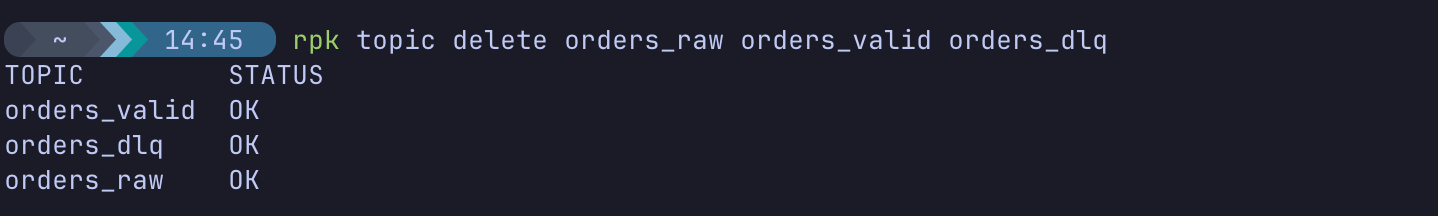 ~ 14:45 rpk topic delete orders_raw orders_valid orders_dlq
TOPIC STATUS
orders_valid OK
orders_dlq OK
orders_raw OK